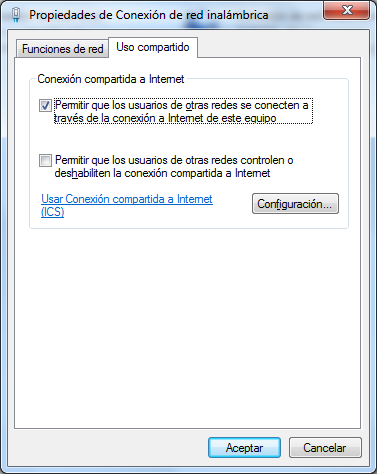 Propiedades de Conexión de red inalámbrica
Funciones de red
Uso compartido
Conexión compartida a Internet
Permitir que los usuarios de otras redes se conecten a
través de la conexión a Internet de este equipo
Permitir que los usuarios de otras redes controlen o
deshabiliten la conexión compartida a Internet
Usar Conexión compartida a Internet
(ICS)
Configuración...
Aceptar
Cancelar